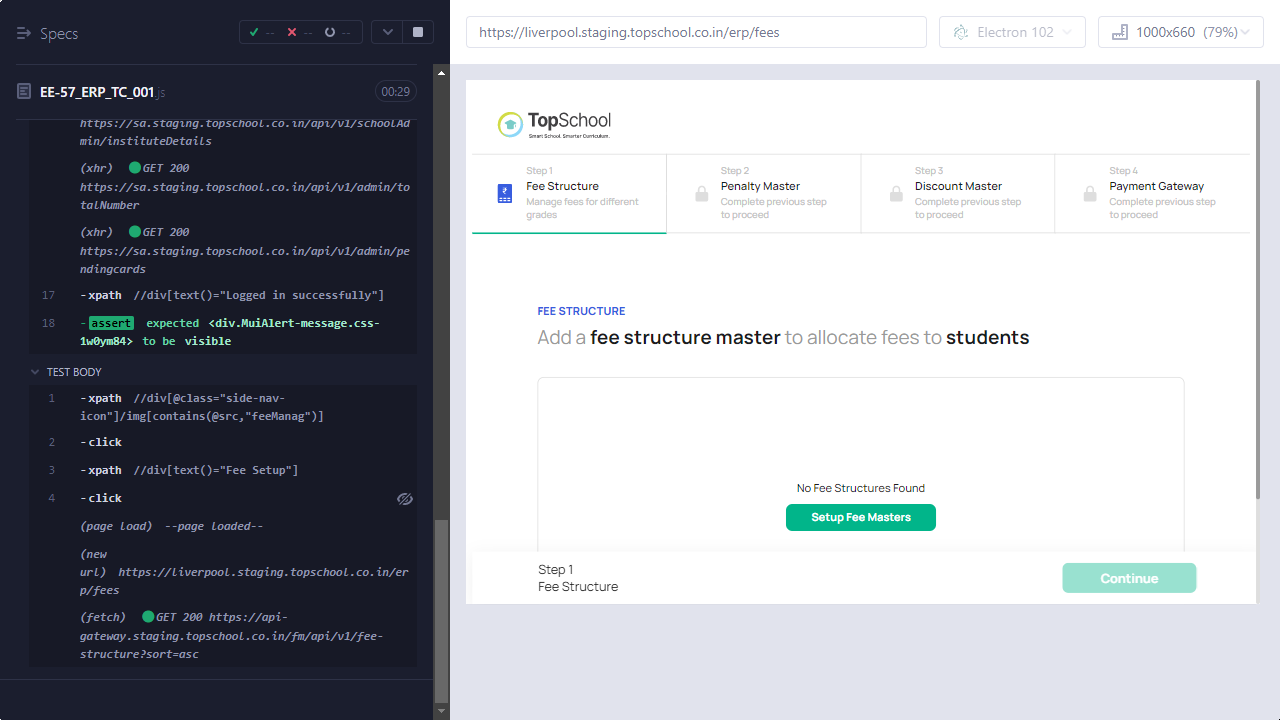 Specs
--
--
--
EE-57_ERP_TC_001.js
00:29
https://sa.staging.topschool.co.in/api/v1/schoolAd
min/instituteDetails
(xhr) GET 200
https://sa.staging.topschool.co.in/api/v1/admin/to
talNumber
(xhr) GET 200
https://sa.staging.topschool.co.in/api/v1/admin/pe
ndingcards
17 -xpath //div[text()="Logged in successfully"]
18 -assert expected <div.MuiAlert-message.css-
1w0ym84> to be visible
TEST BODY
1 -xpath //div[@class="side-nav-
icon"]/img[contains(@src,"feeManag")]
2 -click
3 -xpath //div[text()="Fee Setup"]
4 -click
(page load) --page loaded--
(new
url) https://liverpool.staging.topschool.co.in/er
p/fees
(fetch) GET 200 https://api-
gateway.staging.topschool.co.in/fm/api/v1/fee-
structure?sort=asc
https://liverpool.staging.topschool.co.in/erp/fees
Electron 102
1000x660 (79%)
TopSchool
Smart School. Smarter Curriculum.
Step 1
Fee Structure
Manage fees for different
grades
Step 2
Penalty Master
Complete previous step
to proceed
Step 3
Discount Master
Complete previous step
to proceed
Step 4
Payment Gateway
Complete previous step
to proceed
FEE STRUCTURE
Add a fee structure master to allocate fees to students
No Fee Structures Found
Setup Fee Masters
Step 1
Fee Structure
Continue